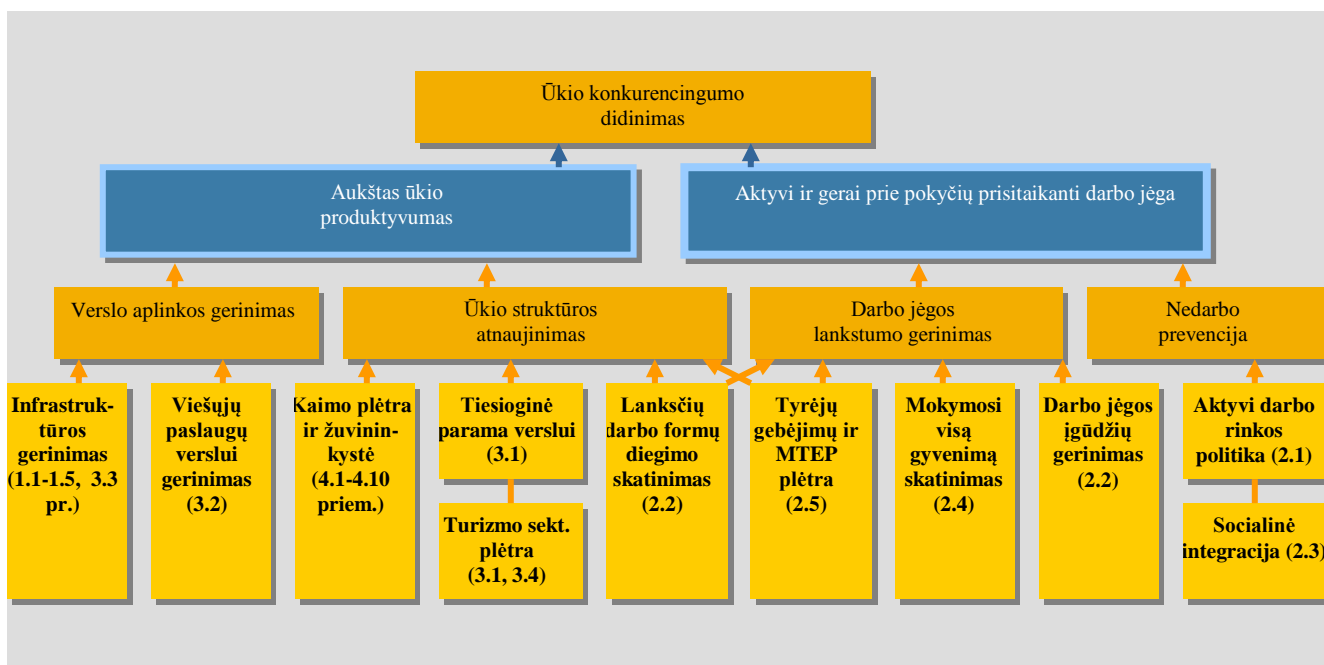 Ūkio konkurencingumo
didinimas
Aukštas ūkio
produktyvumas
Aktyvi ir gerai prie pokyčių prisitaikanti darbo jėga
Verslo aplinkos gerinimas
Ūkio struktūros
atnaujinimas
Darbo jėgos
lankstumo gerinimas
Nedarbo
prevencija
Infrastruk-
tūros
gerinimas
(1.1-1.5, 3.3
pr.)
Viešųjų
paslaugų
verslui
gerinimas
(3.2)
Kaimo plėtra
ir žuvinin-
kystė
(4.1-4.10
priem.)
Tiesioginė
parama verslui
(3.1)
Turizmo sekt.
plėtra
(3.1, 3.4)
Lanksčių
darbo formų
diegimo
skatinimas
(2.2)
Tyrėjų
gebėjimų ir
MTEP
plėtra
(2.5)
Mokymosi
visą
gyvenimą
skatinimas
(2.4)
Darbo jėgos
įgūdžių
gerinimas
(2.2)
Aktyvi darbo
rinkos
politika (2.1)
Socialinė
integracija (2.3)